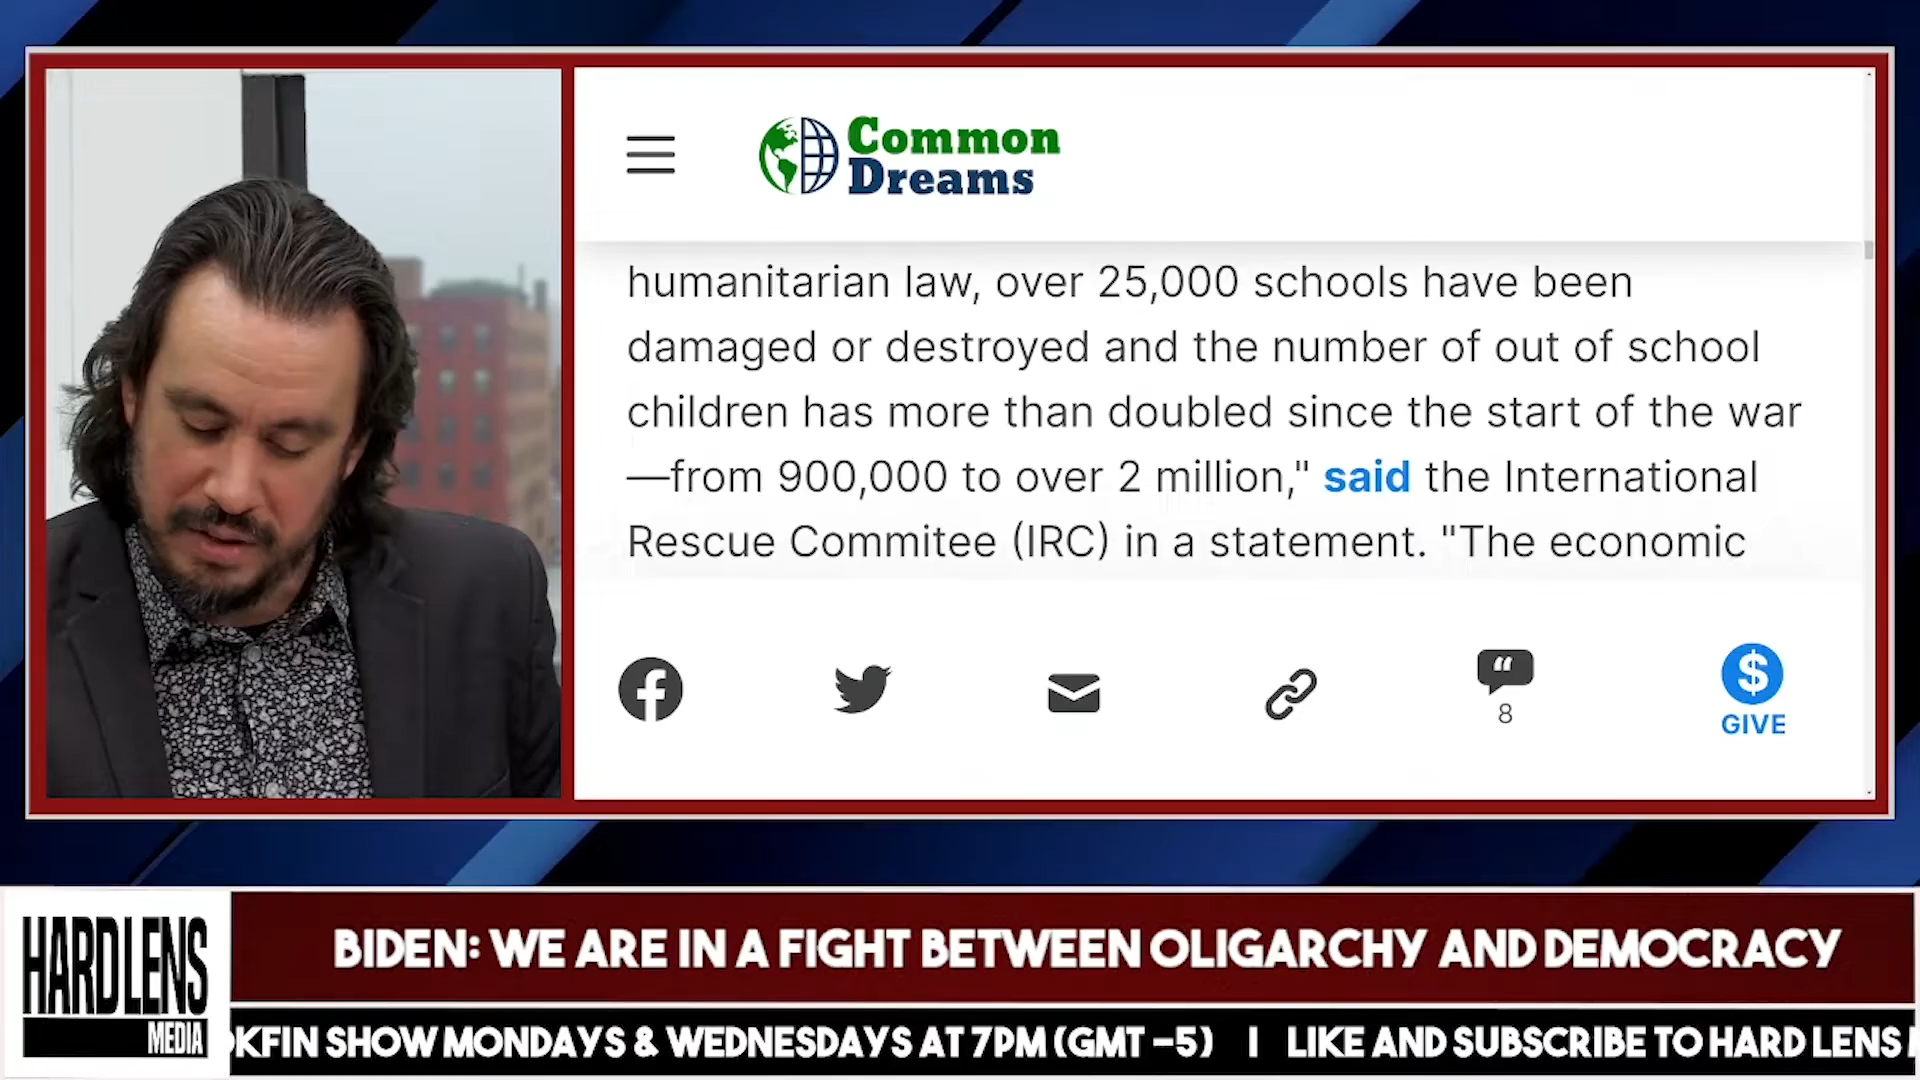 Common
Dreams
humanitarian law, over 25,000 schools have been
damaged or destroyed and the number of out of school
children has more than doubled since the start of the war
—from 900,000 to over 2 million," said the International
Rescue Commitee (IRC) in a statement. "The economic
8
GIVE
HARD LENS
MEDIA
BIDEN: WE ARE IN A FIGHT BETWEEN OLIGARCHY AND DEMOCRACY
OKFIN SHOW MONDAYS & WEDNESDAYS AT 7PM (GMT -5) | LIKE AND SUBSCRIBE TO HARD LENS